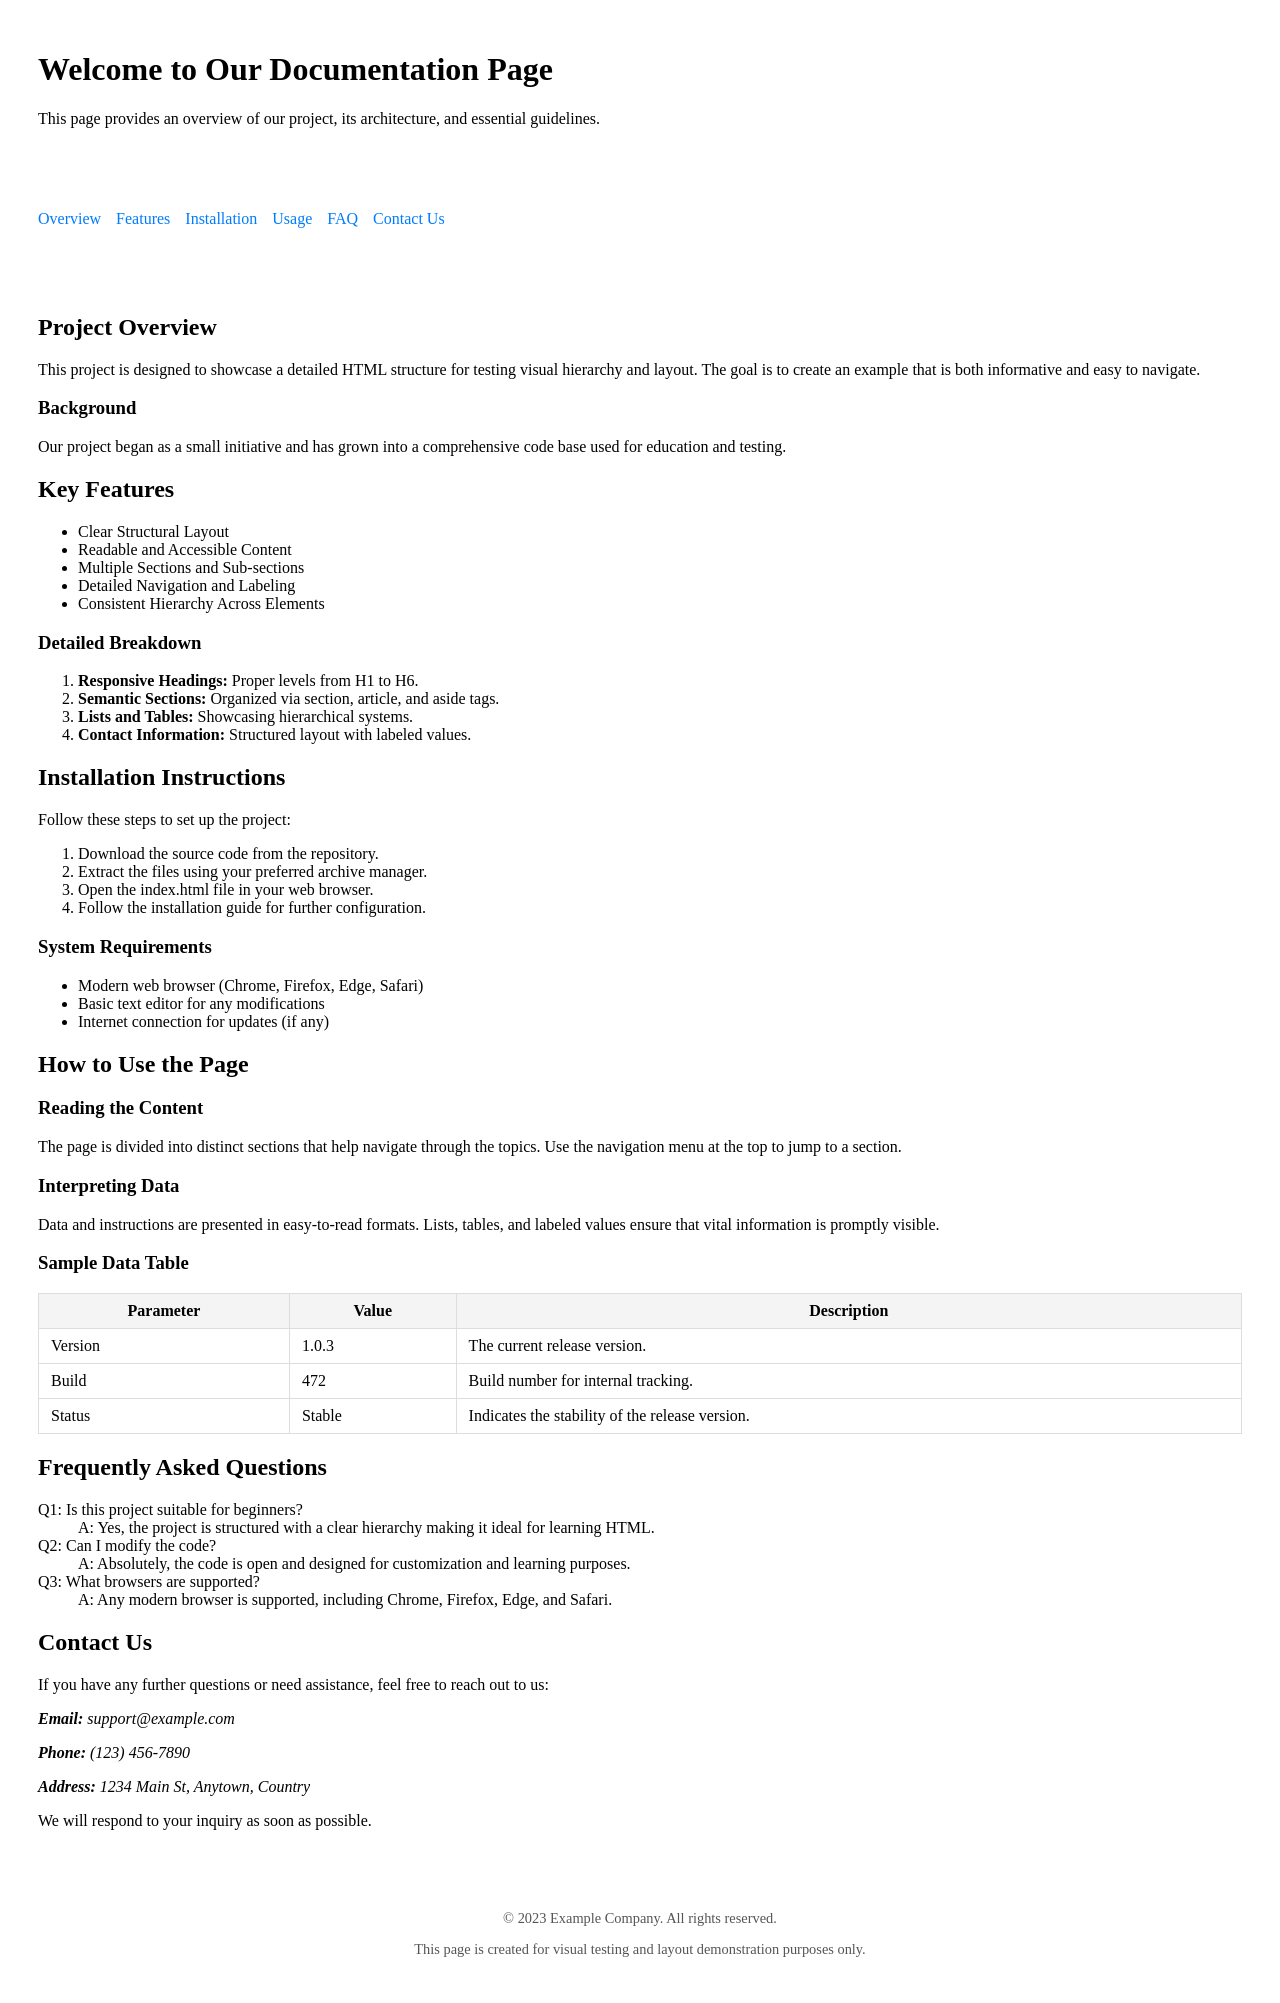 Welcome to Our Documentation Page
This page provides an overview of our project, its architecture, and essential guidelines.
Overview Features Installation Usage FAQ Contact Us
Project Overview
This project is designed to showcase a detailed HTML structure for testing visual hierarchy and layout. The goal is to create an example that is both informative and easy to navigate.
Background
Our project began as a small initiative and has grown into a comprehensive code base used for education and testing.
Key Features
• Clear Structural Layout
• Readable and Accessible Content
• Multiple Sections and Sub-sections
• Detailed Navigation and Labeling
• Consistent Hierarchy Across Elements
Detailed Breakdown
1. Responsive Headings: Proper levels from H1 to H6.
2. Semantic Sections: Organized via section, article, and aside tags.
3. Lists and Tables: Showcasing hierarchical systems.
4. Contact Information: Structured layout with labeled values.
Installation Instructions
Follow these steps to set up the project:
1. Download the source code from the repository.
2. Extract the files using your preferred archive manager.
3. Open the index.html file in your web browser.
4. Follow the installation guide for further configuration.
System Requirements
• Modern web browser (Chrome, Firefox, Edge, Safari)
• Basic text editor for any modifications
• Internet connection for updates (if any)
How to Use the Page
Reading the Content
The page is divided into distinct sections that help navigate through the topics. Use the navigation menu at the top to jump to a section.
Interpreting Data
Data and instructions are presented in easy-to-read formats. Lists, tables, and labeled values ensure that vital information is promptly visible.
Sample Data Table
Parameter Value Description
Version 1.0.3 The current release version.
Build 472 Build number for internal tracking.
Status Stable Indicates the stability of the release version.
Frequently Asked Questions
Q1: Is this project suitable for beginners?
A: Yes, the project is structured with a clear hierarchy making it ideal for learning HTML.
Q2: Can I modify the code?
A: Absolutely, the code is open and designed for customization and learning purposes.
Q3: What browsers are supported?
A: Any modern browser is supported, including Chrome, Firefox, Edge, and Safari.
Contact Us
If you have any further questions or need assistance, feel free to reach out to us:
Email: support@example.com
Phone: (123) 456-7890
Address: 1234 Main St, Anytown, Country
We will respond to your inquiry as soon as possible.
© 2023 Example Company. All rights reserved.
This page is created for visual testing and layout demonstration purposes only.